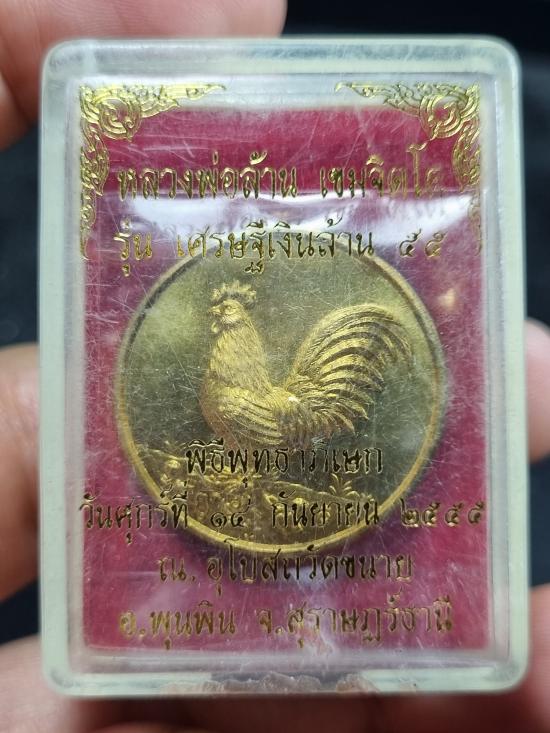 หลวงพ่อล้าน เขมจิตโต
รุ่น เศรษฐีเงินล้าน ๕๕
พิธีพุทธาภิเษก
วันศุกร์ที่ ๑๔ กันยายน ๒๕๕๕
ณ. อุโบสถวัดขนาย
อ.พุนพิน จ.สุราษฎร์ธานี